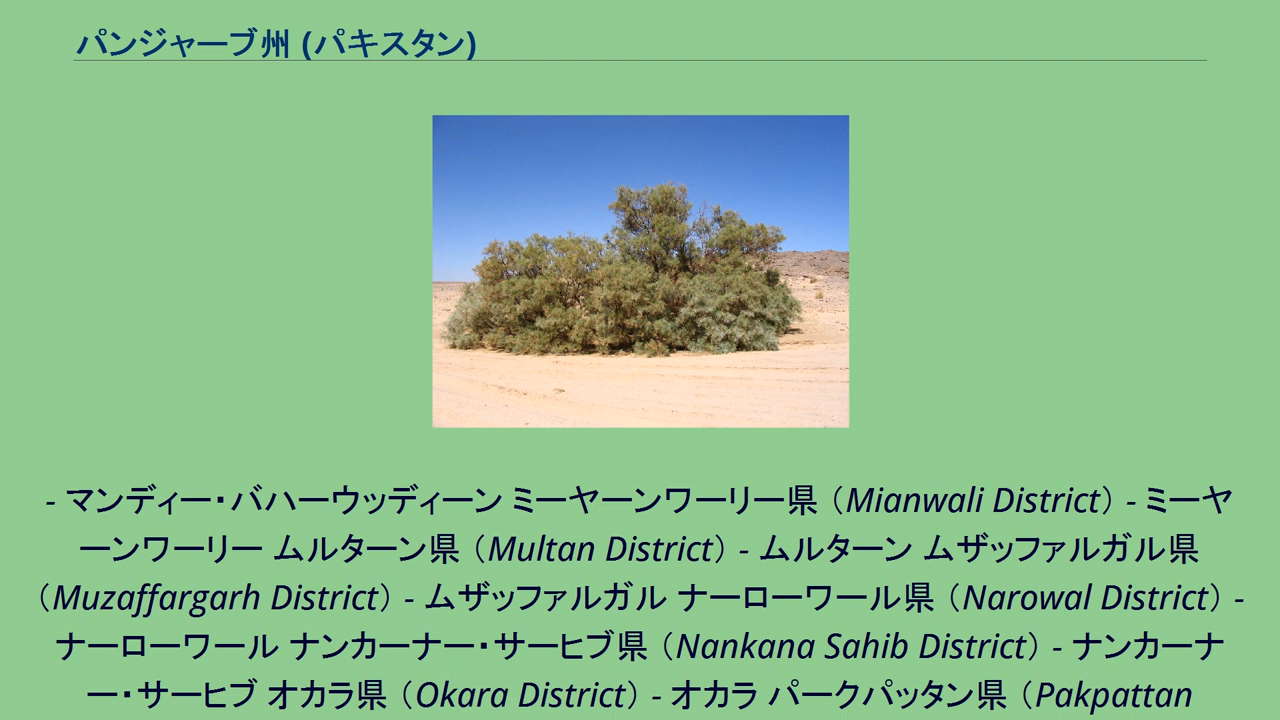 パンジャーブ州 (パキスタン)
- マンディー・バハーウッディーン ミーヤーンワーリー県（Mianwali District） - ミーヤ
ーンワーリー ムルターン県（Multan District） - ムルターン ムザッファルガル県
（Muzaffargarh District） - ムザッファルガル ナーローワール県（Narowal District） -
ナーローワール ナンカーナー・サーヒブ県（Nankana Sahib District） - ナンカーナ
ー・サーヒブ オカラ県（Okara District） - オカラ パークパッタン県（Pakpattan